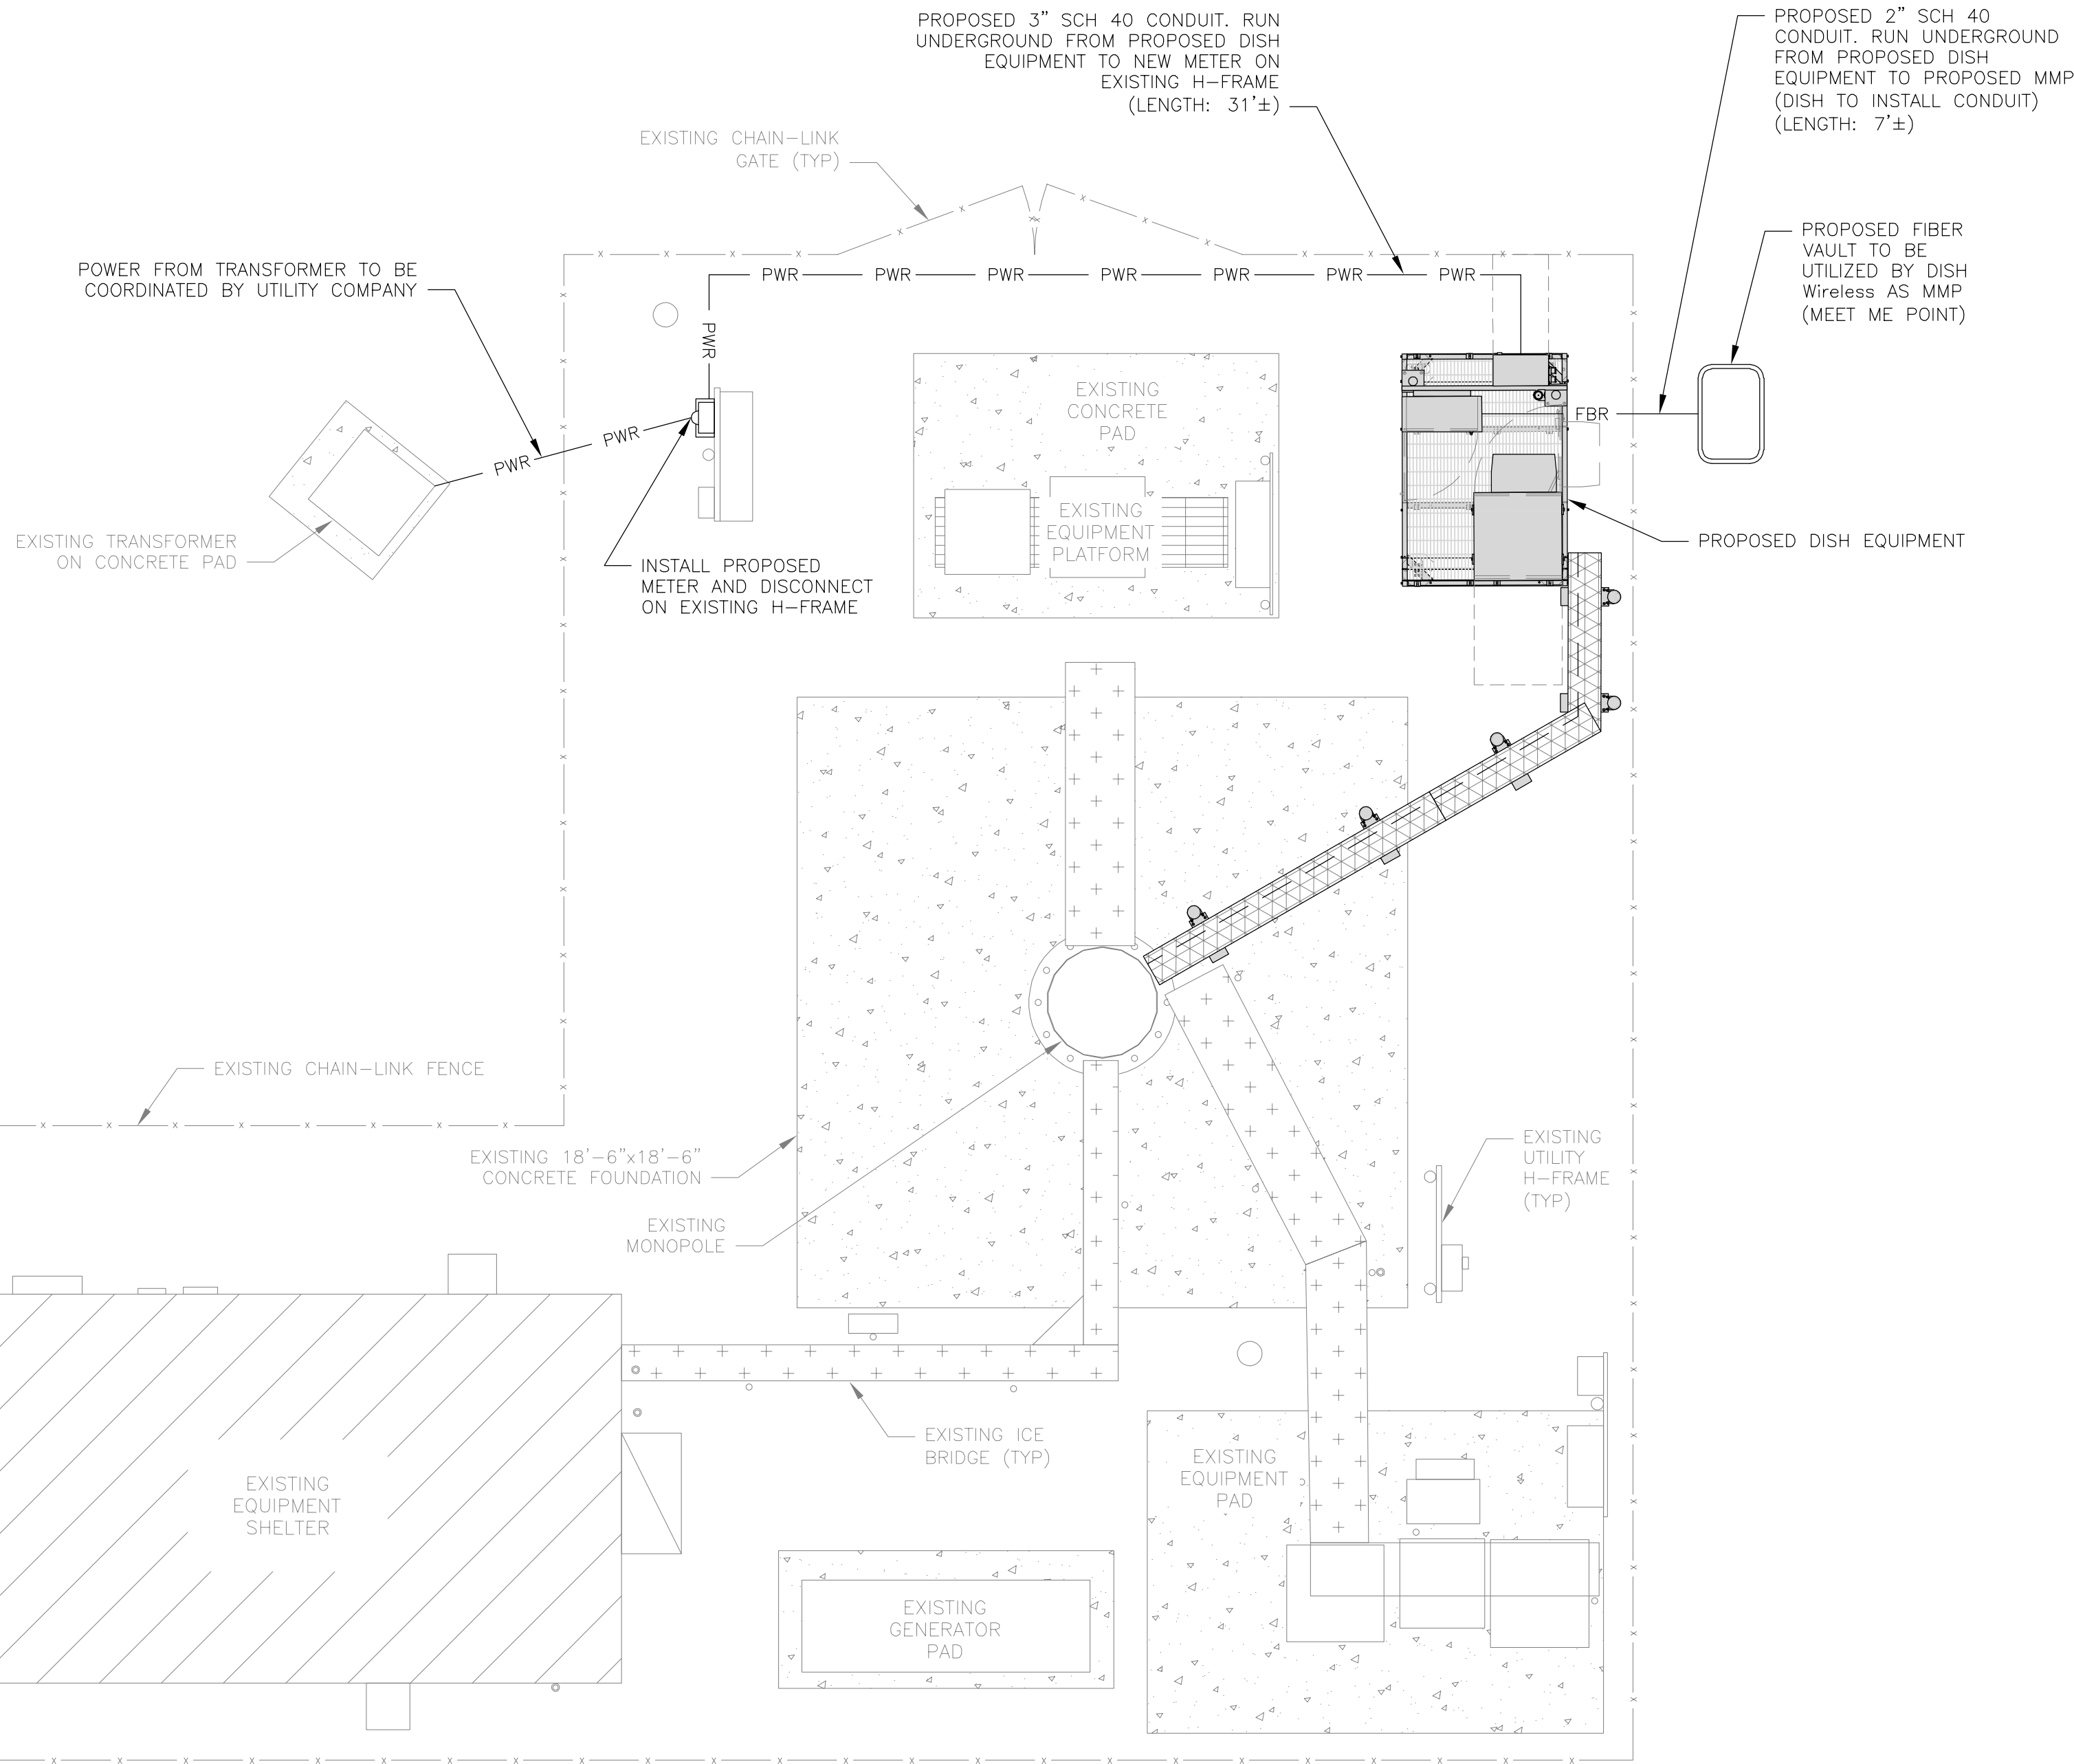 PROPOSED 3" SCH 40 CONDUIT. RUN
UNDERGROUND FROM PROPOSED DISH
EQUIPMENT TO NEW METER ON
EXISTING H-FRAME
(LENGTH: 31'±)
PROPOSED 2" SCH 40
CONDUIT. RUN UNDERGROUND
FROM PROPOSED DISH
EQUIPMENT TO PROPOSED MMP
(DISH TO INSTALL CONDUIT)
(LENGTH: 7'±)
EXISTING CHAIN-LINK
GATE (TYP)
PROPOSED FIBER
VAULT TO BE
UTILIZED BY DISH
Wireless AS MMP
(MEET ME POINT)
POWER FROM TRANSFORMER TO BE
COORDINATED BY UTILITY COMPANY
PWR PWR PWR PWR PWR PWR PWR
PWR
EXISTING
CONCRETE
PAD
FBR
PWR
PWR
EXISTING
EQUIPMENT
PLATFORM
EXISTING TRANSFORMER
ON CONCRETE PAD
PROPOSED DISH EQUIPMENT
INSTALL PROPOSED
METER AND DISCONNECT
ON EXISTING H-FRAME
EXISTING CHAIN-LINK FENCE
EXISTING 18'-6"x18'-6"
CONCRETE FOUNDATION
EXISTING
UTILITY
H-FRAME
(TYP)
EXISTING
MONOPOLE
EXISTING ICE
BRIDGE (TYP)
EXISTING
EQUIPMENT
PAD
EXISTING
EQUIPMENT
SHELTER
EXISTING
GENERATOR
PAD